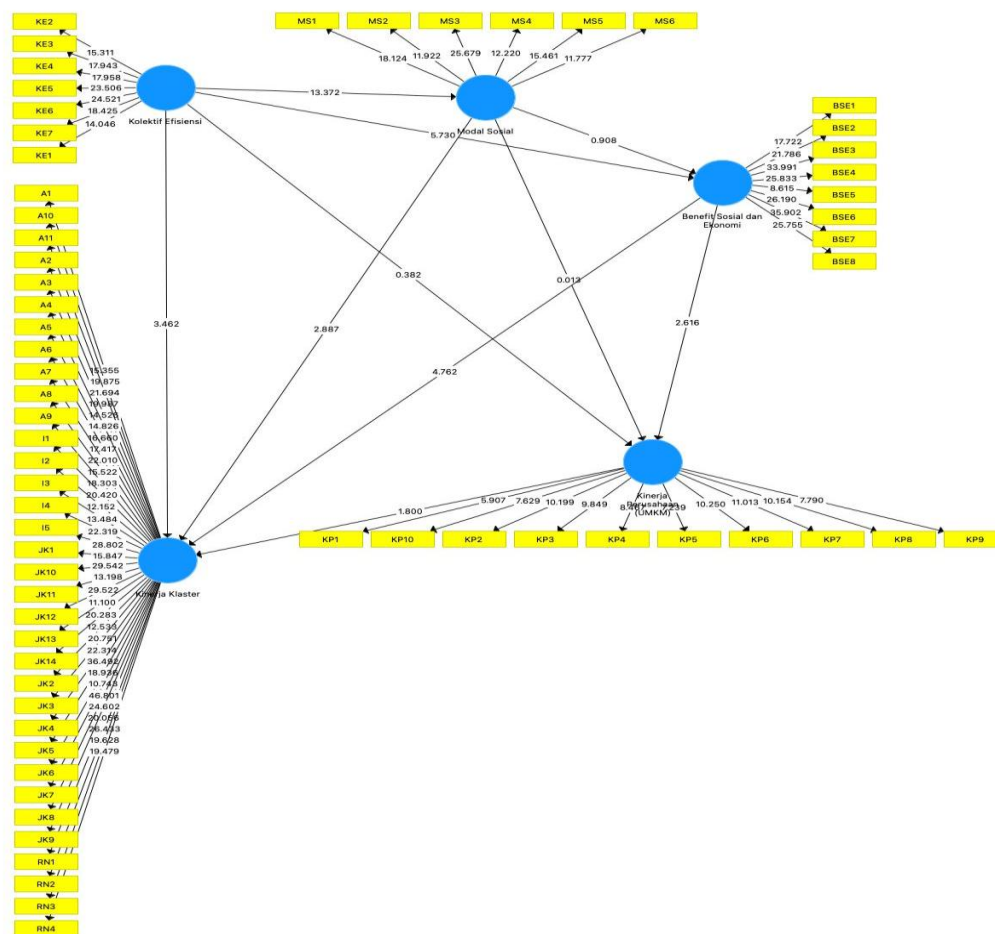 KE2
KE3
KE4
KE5
KE6
KE7
KE1
15.311
17.943
17.958
23.506
24.521
18.425
14.046
Kolektif Efisiensi
MS1
MS2
MS3
MS4
MS5
MS6
18.124
11.922
25.679
12.220
15.461
11.777
Modal Sosial
13.372
5.730
0.908
BSE1
BSE2
BSE3
BSE4
BSE5
BSE6
BSE7
BSE8
17.722
21.786
33.991
25.833
8.615
26.190
35.902
25.755
Benefit Sosial dan
Ekonomi
3.462
2.887
0.382
0.013
4.762
2.616
1.800
A1
A10
A11
A2
A3
A4
A5
A6
A7
A8
A9
I1
I2
I3
I4
I5
JK1
JK10
JK11
JK12
JK13
JK14
JK2
JK3
JK4
JK5
JK6
JK7
JK8
JK9
RN1
RN2
RN3
RN4
15.355
19.875
21.694
19.987
14.826
16.660
17.417
22.010
15.522
18.303
20.420
12.152
13.484
22.319
28.802
15.847
29.542
13.198
29.522
11.100
20.283
12.533
20.751
22.314
36.492
10.743
46.801
24.602
26.433
19.628
19.479
Kinerja Klaster
Kinerja
Perusahaan
(UMKM)
5.907
7.629
10.199
9.849
10.250
11.013
10.154
7.790
KP1
KP10
KP2
KP3
KP4
KP5
KP6
KP7
KP8
KP9